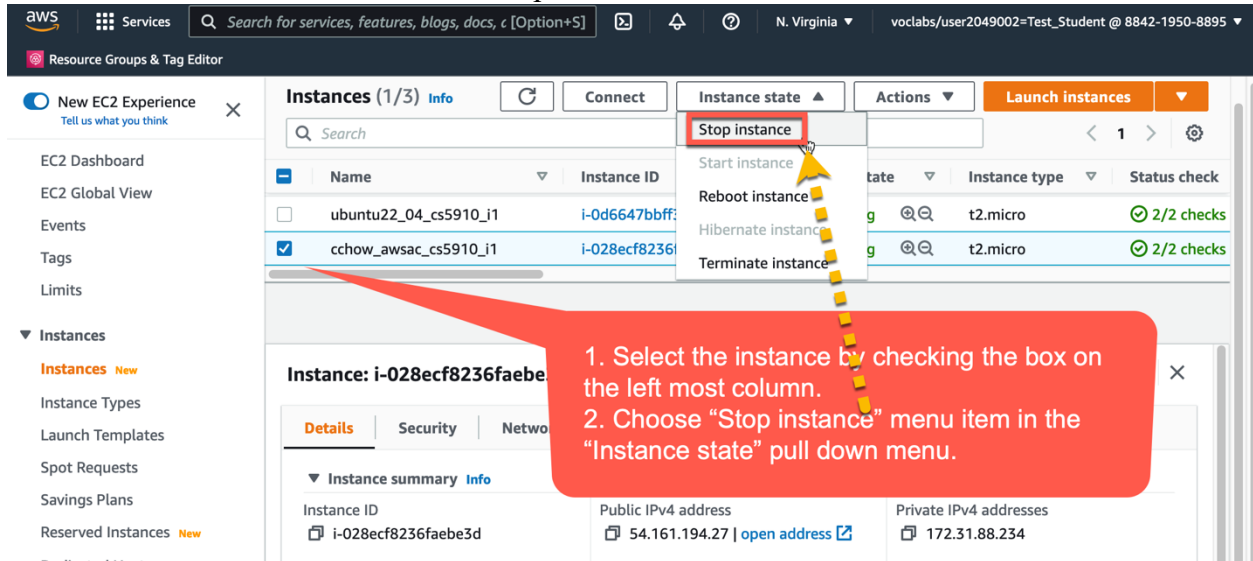 aws
Services
Search for services, features, blogs, docs, c [Option+S]
N. Virginia ▼
voclabs/user2049002=Test_Student @ 8842-1950-8895 ▼
Resource Groups & Tag Editor
New EC2 Experience
Tell us what you think
EC2 Dashboard
EC2 Global View
Events
Tags
Limits
Instances
Instances New
Instance Types
Launch Templates
Spot Requests
Savings Plans
Reserved Instances New
Instances (1/3) Info
Connect
Instance state ▲
Actions ▼
Launch instances ▼
Search
< 1 >
Stop instance
Start instance
Reboot instance
Hibernate instance
Terminate instance
Name Instance ID tate Instance type Status check
ubuntu22_04_cs5910_i1 i-0d6647bbff g t2.micro 2/2 checks
cchow_awsac_cs5910_i1 i-028ecf8236 g t2.micro 2/2 checks
1. Select the instance by checking the box on
the left most column.
2. Choose “Stop instance” menu item in the
“Instance state” pull down menu.
Instance: i-028ecf8236faebe
Details Security Netwo
Instance summary Info
Instance ID
i-028ecf8236faebe3d
Public IPv4 address
54.161.194.27 | open address
Private IPv4 addresses
172.31.88.234